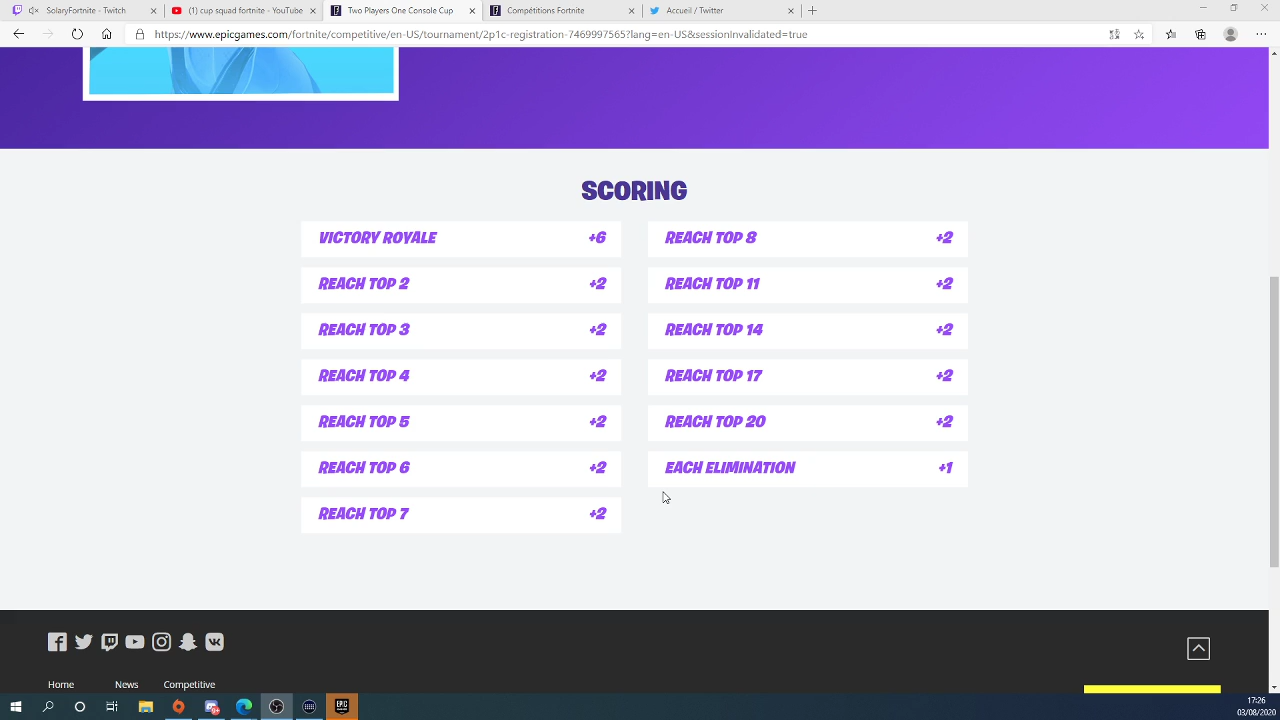 SolaryFornite - Twitch
(1) cup squad fortnite - YouTube
Two Players One Console Cup
Compétitions Fortnite
Accueil / Twitter
https://www.epicgames.com/fortnite/competitive/en-US/tournament/2p1c-registration-7469997565?lang=en-US&sessionInvalidated=true
SCORING
VICTORY ROYALE +6
REACH TOP 2 +2
REACH TOP 3 +2
REACH TOP 4 +2
REACH TOP 5 +2
REACH TOP 6 +2
REACH TOP 7 +2
REACH TOP 8 +2
REACH TOP 11 +2
REACH TOP 14 +2
REACH TOP 17 +2
REACH TOP 20 +2
EACH ELIMINATION +1
Home News Competitive
17:26
03/08/2020